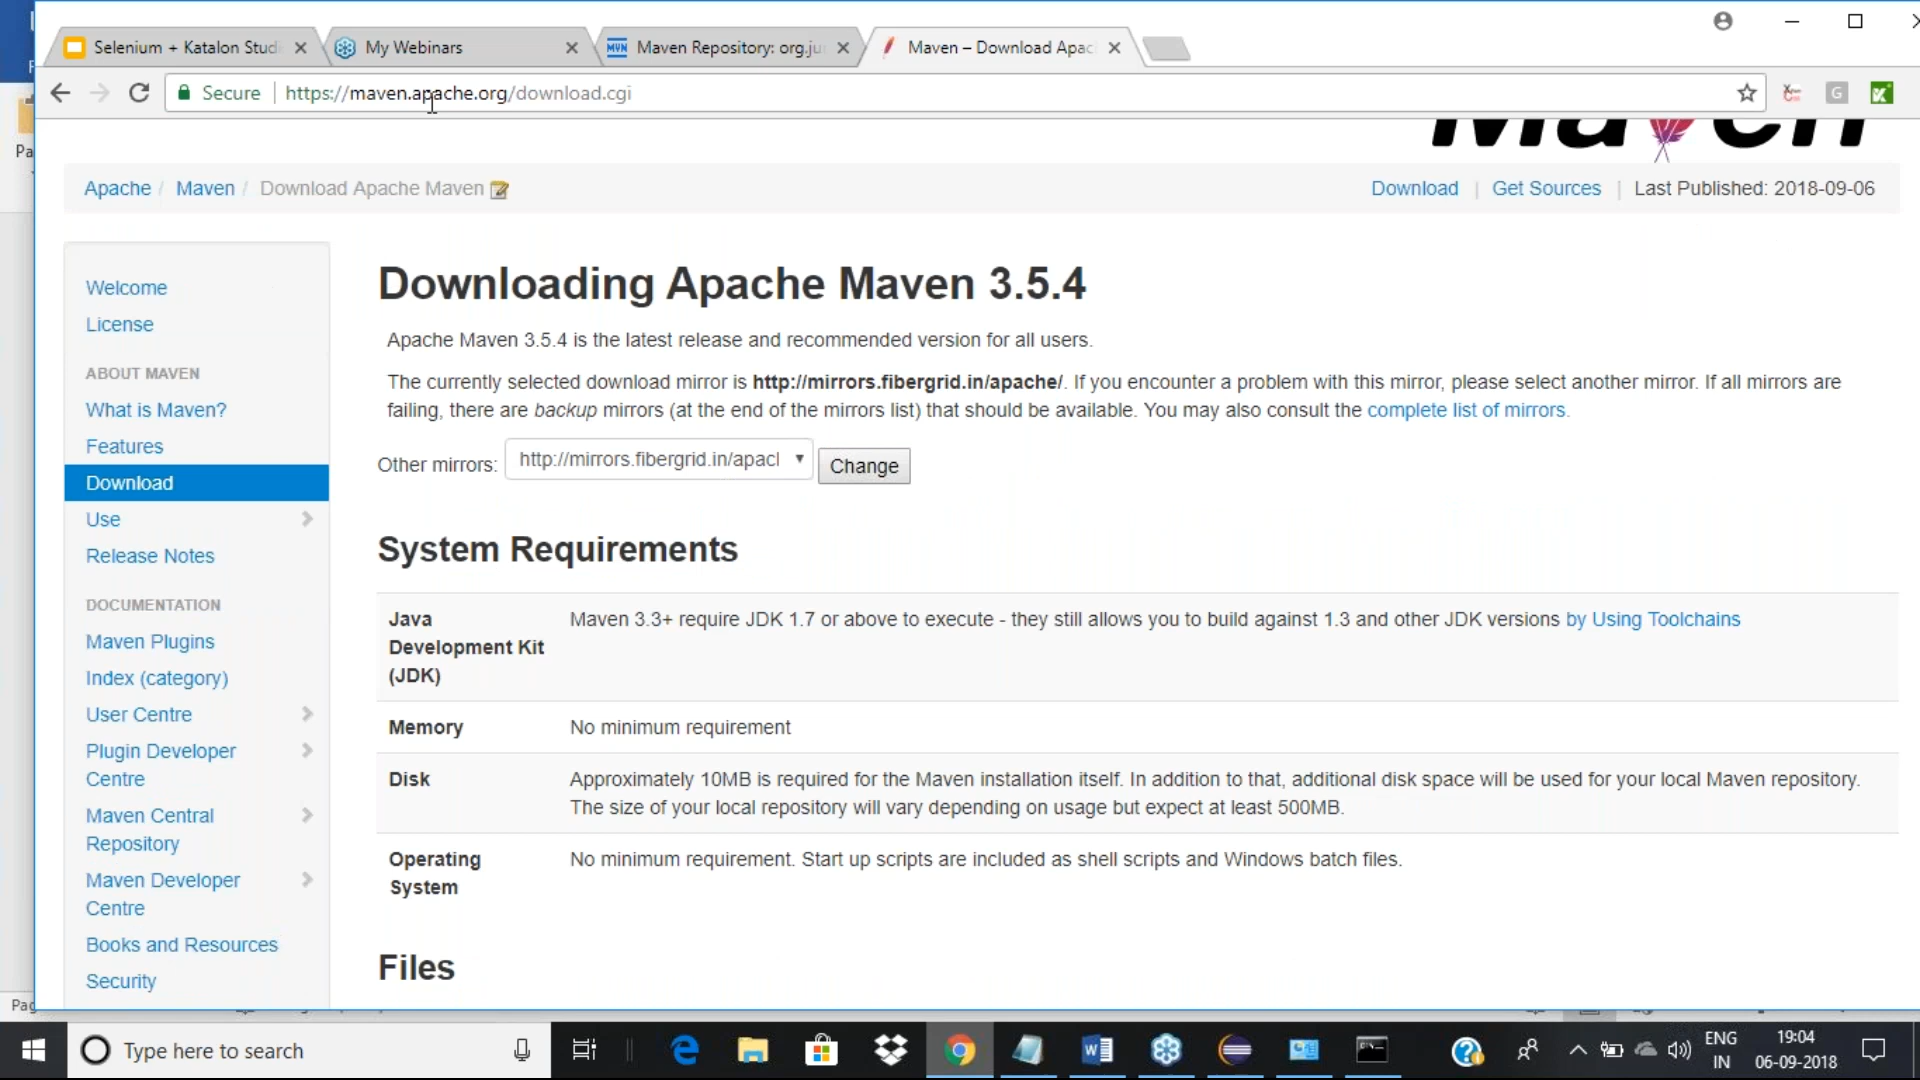 Selenium + Katalon Studi
My Webinars
Maven Repository: org.ju
Maven – Download Apac
Secure
https://maven.apache.org/download.cgi
G
Pa
Maven
Apache / Maven / Download Apache Maven
Download | Get Sources | Last Published: 2018-09-06
Welcome
License
ABOUT MAVEN
What is Maven?
Features
Download
Use
Release Notes
DOCUMENTATION
Maven Plugins
Index (category)
User Centre
Plugin Developer
Centre
Maven Central
Repository
Maven Developer
Centre
Books and Resources
Security
Downloading Apache Maven 3.5.4
Apache Maven 3.5.4 is the latest release and recommended version for all users.
The currently selected download mirror is http://mirrors.fibergrid.in/apache/. If you encounter a problem with this mirror, please select another mirror. If all mirrors are
failing, there are backup mirrors (at the end of the mirrors list) that should be available. You may also consult the complete list of mirrors.
Other mirrors: http://mirrors.fibergrid.in/apacl Change
System Requirements
Java
Development Kit
(JDK)
Maven 3.3+ require JDK 1.7 or above to execute - they still allows you to build against 1.3 and other JDK versions by Using Toolchains
Memory
No minimum requirement
Disk
Approximately 10MB is required for the Maven installation itself. In addition to that, additional disk space will be used for your local Maven repository.
The size of your local repository will vary depending on usage but expect at least 500MB.
Operating
System
No minimum requirement. Start up scripts are included as shell scripts and Windows batch files.
Files
Pag
Type here to search
ENG
IN
19:04
06-09-2018